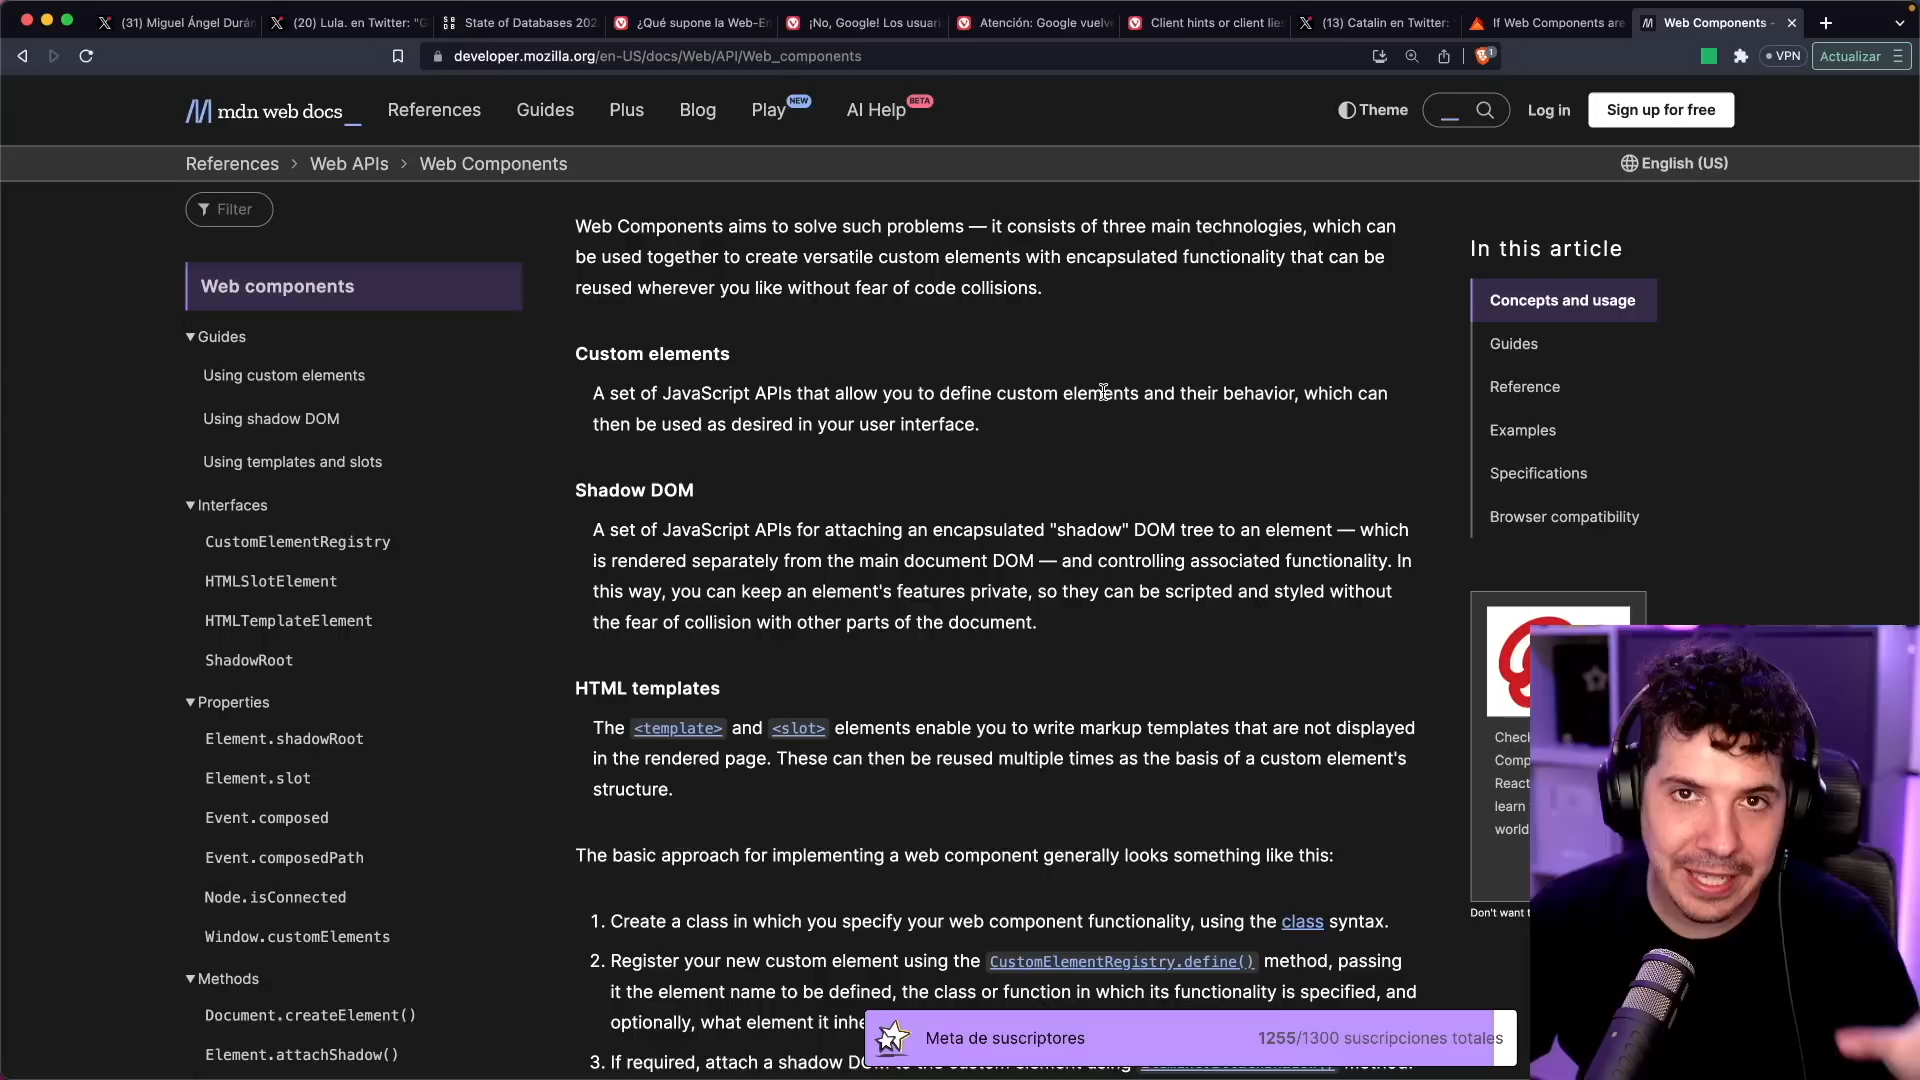 (31) Miguel Ángel Durán
(20) Lula. en Twitter: "G
State of Databases 202
¿Qué supone la Web-En
¡No, Google! Los usuari
Atención: Google vuelve
Client hints or client lies
(13) Catalin en Twitter:
If Web Components are
Web Components -
developer.mozilla.org/en-US/docs/Web/API/Web_components
1
VPN
Actualizar
mdn web docs
References
Guides
Plus
Blog
Play NEW
AI Help BETA
Theme
Log in
Sign up for free
References > Web APIs > Web Components
English (US)
Filter
Web components
Guides
Using custom elements
Using shadow DOM
Using templates and slots
Interfaces
CustomElementRegistry
HTMLSlotElement
HTMLTemplateElement
ShadowRoot
Properties
Element.shadowRoot
Element.slot
Event.composed
Event.composedPath
Node.isConnected
Window.customElements
Methods
Document.createElement()
Element.attachShadow()
Web Components aims to solve such problems — it consists of three main technologies, which can
be used together to create versatile custom elements with encapsulated functionality that can be
reused wherever you like without fear of code collisions.
Custom elements
A set of JavaScript APIs that allow you to define custom elements and their behavior, which can
then be used as desired in your user interface.
Shadow DOM
A set of JavaScript APIs for attaching an encapsulated "shadow" DOM tree to an element — which
is rendered separately from the main document DOM — and controlling associated functionality. In
this way, you can keep an element's features private, so they can be scripted and styled without
the fear of collision with other parts of the document.
HTML templates
The <template> and <slot> elements enable you to write markup templates that are not displayed
in the rendered page. These can then be reused multiple times as the basis of a custom element's
structure.
The basic approach for implementing a web component generally looks something like this:
1. Create a class in which you specify your web component functionality, using the class syntax.
2. Register your new custom element using the CustomElementRegistry.define() method, passing
it the element name to be defined, the class or function in which its functionality is specified, and
optionally, what element it inhe
3. If required, attach a shadow DO
In this article
Concepts and usage
Guides
Reference
Examples
Specifications
Browser compatibility
Check
Comp
React
learn
world
Don't want t
Meta de suscriptores
1255/1300 suscripciones totales